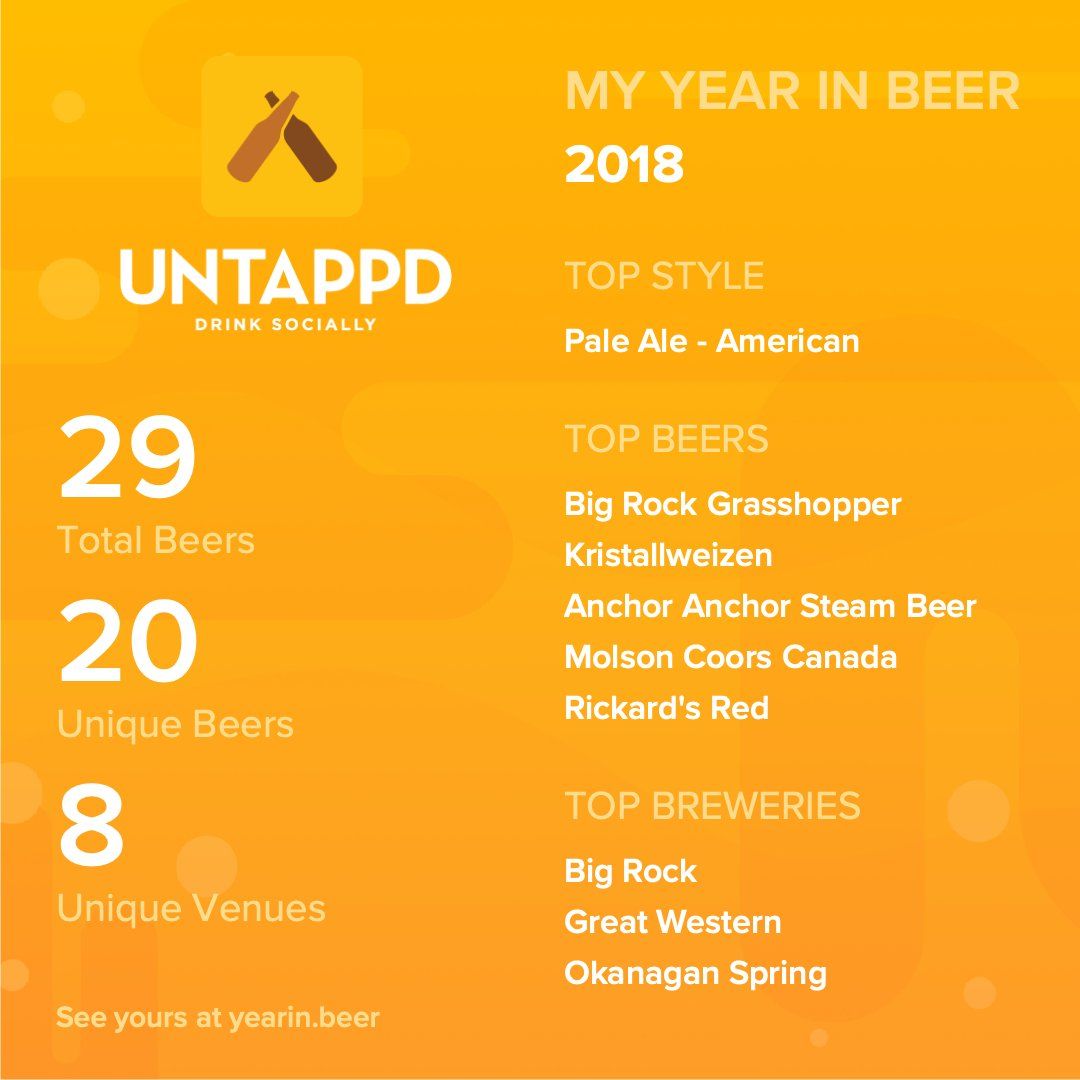 UNTAPPD
DRINK SOCIALLY
29
Total Beers
20
Unique Beers
8
Unique Venues
See yours at yearin.beer
MY YEAR IN BEER
2018
TOP STYLE
Pale Ale - American
TOP BEERS
Big Rock Grasshopper
Kristallweizen
Anchor Anchor Steam Beer
Molson Coors Canada
Rickard's Red
TOP BREWERIES
Big Rock
Great Western
Okanagan Spring